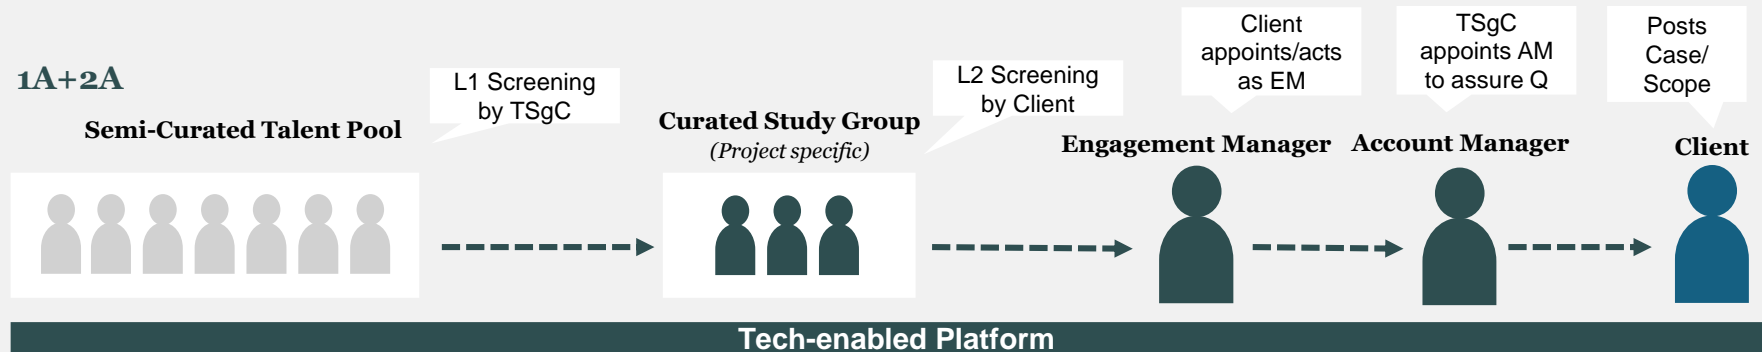 1A+2A
Semi-Curated Talent Pool
L1 Screening
by TSgC
Curated Study Group
(Project specific)
L2 Screening
by Client
Client
appoints/acts
as EM
Engagement Manager
TSgC
appoints AM
to assure Q
Account Manager
Posts
Case/
Scope
Client
Tech-enabled Platform